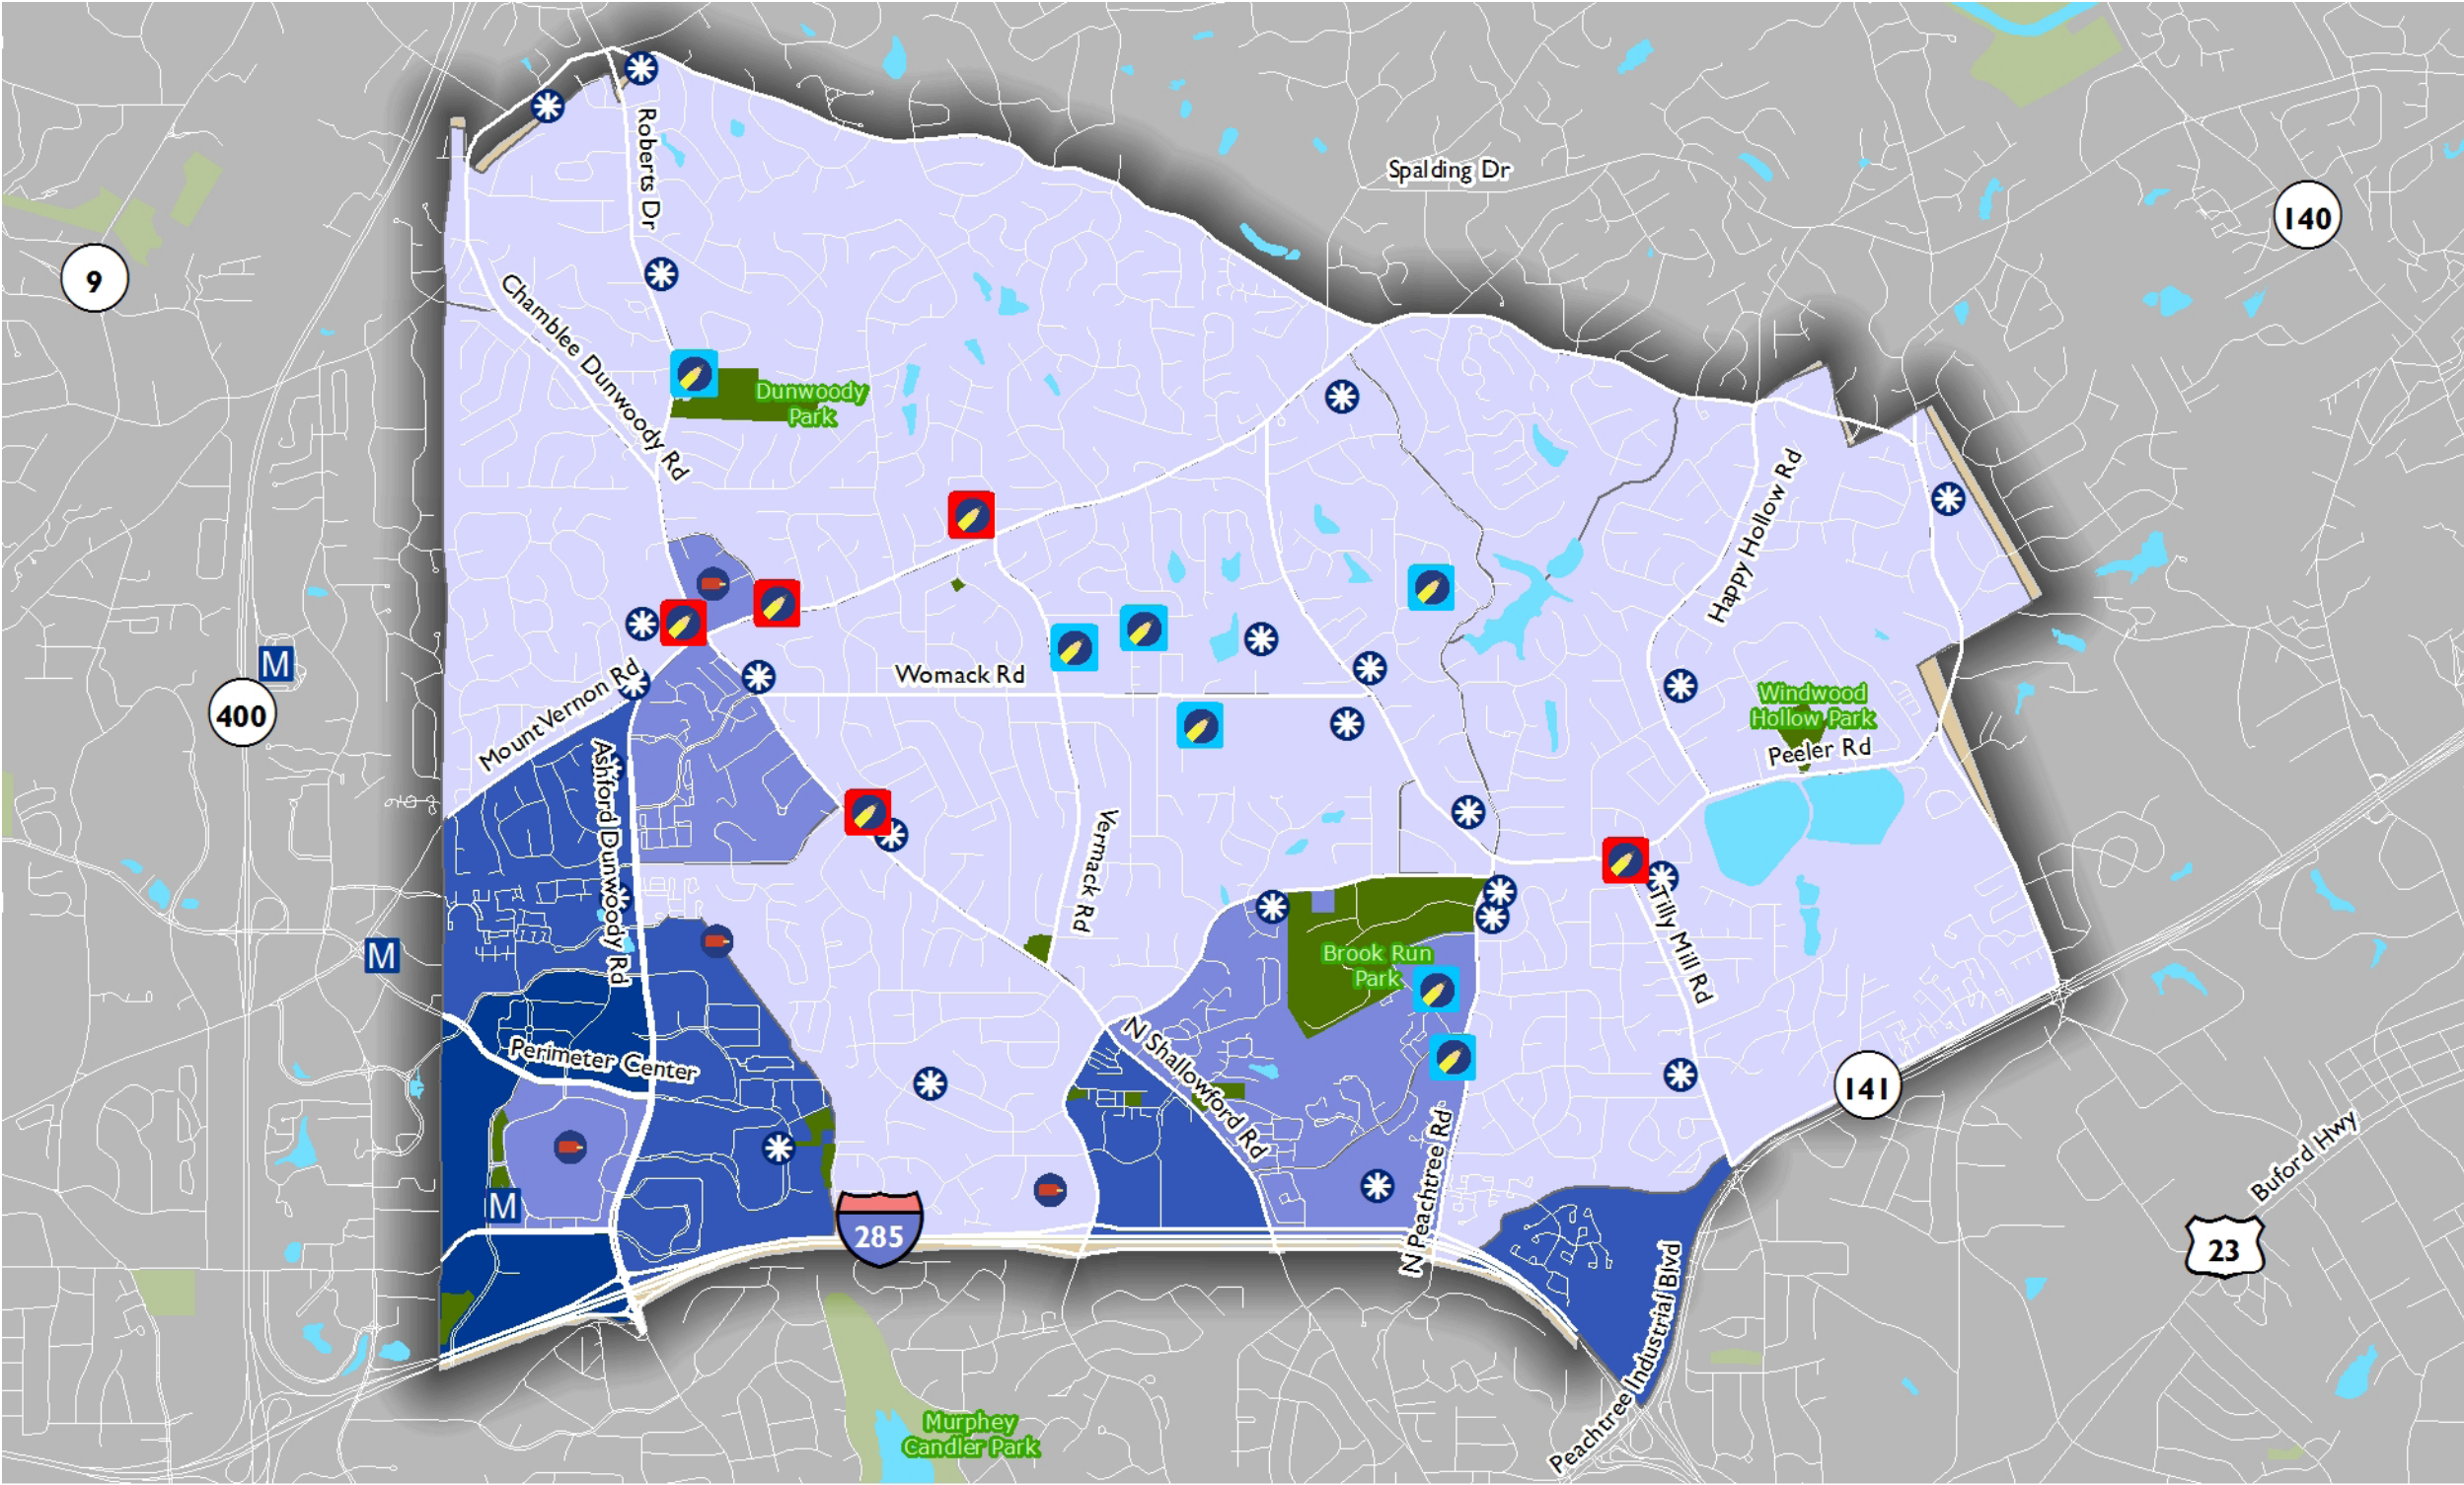 Spalding Dr
140
9
Roberts Dr
Chamblee Dunwoody Rd
Dunwoody
Park
Happy Hollow Rd
M
400
Womack Rd
Mount Vernon Rd
Windwood
Hollow Park
Peeler Rd
Ashford Dunwoody Rd
Vermack Rd
M
Brook Run
Park
Tilly Mill Rd
Perimeter Center
N Shallowford Rd
141
N Peachtree Rd
M
285
Buford Hwy
23
Peachtree Industrial Blvd
Murphey
Candler Park